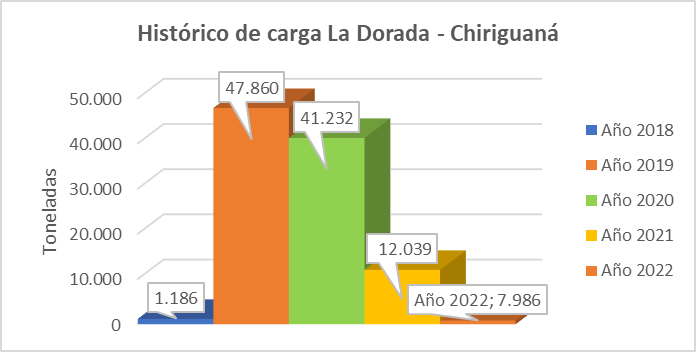 Histórico de carga La Dorada - Chiriguaná
Toneladas
50.000
40.000
30.000
20.000
10.000
0
1.186
47.860
41.232
12.039
Año 2022; 7.986
Año 2018
Año 2019
Año 2020
Año 2021
Año 2022